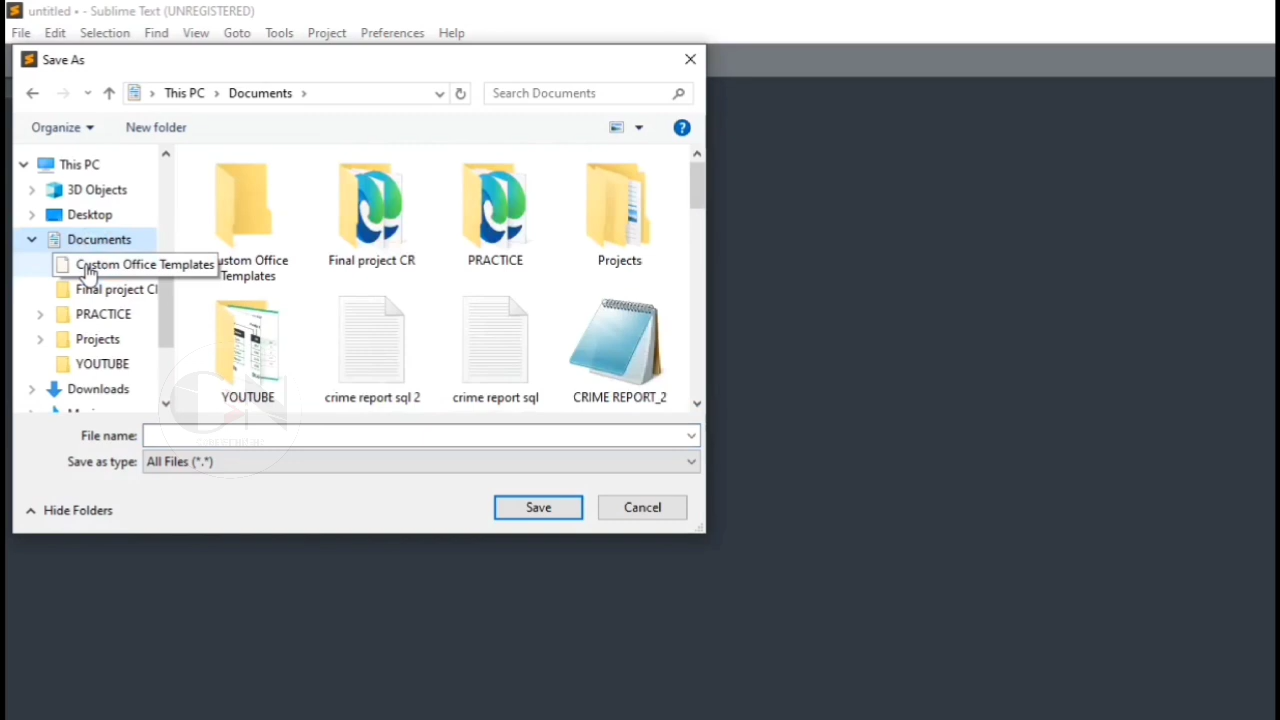 untitled • - Sublime Text (UNREGISTERED)
File Edit Selection Find View Goto Tools Project Preferences Help
Save As
This PC > Documents >
Search Documents
Organize
New folder
This PC
3D Objects
Desktop
Documents
Custom Office Templates
Final project C
PRACTICE
Projects
YOUTUBE
Downloads
ustom Office
Templates
Final project CR
PRACTICE
Projects
YOUTUBE
crime report sql 2
crime report sql
CRIME REPORT_2
File name:
Save as type: All Files (*.*)
Hide Folders
Save
Cancel